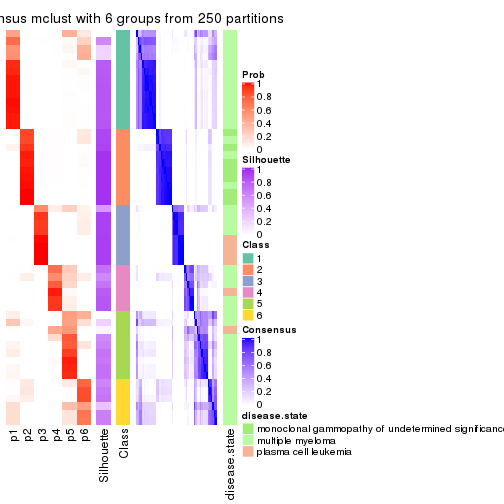 nsus mclust with 6 groups from 250 partitions
Prob
1
0.8
0.6
0.4
0.2
0
Silhouette
1
0.8
0.6
0.4
0.2
0
Class
1
2
3
4
5
6
Consensus
1
0.8
0.6
0.4
0.2
0
disease.state
monoclonal gammopathy of undetermined significance
multiple myeloma
plasma cell leukemia
p1
p2
p3
p4
p5
p6
Silhouette
Class
disease.state